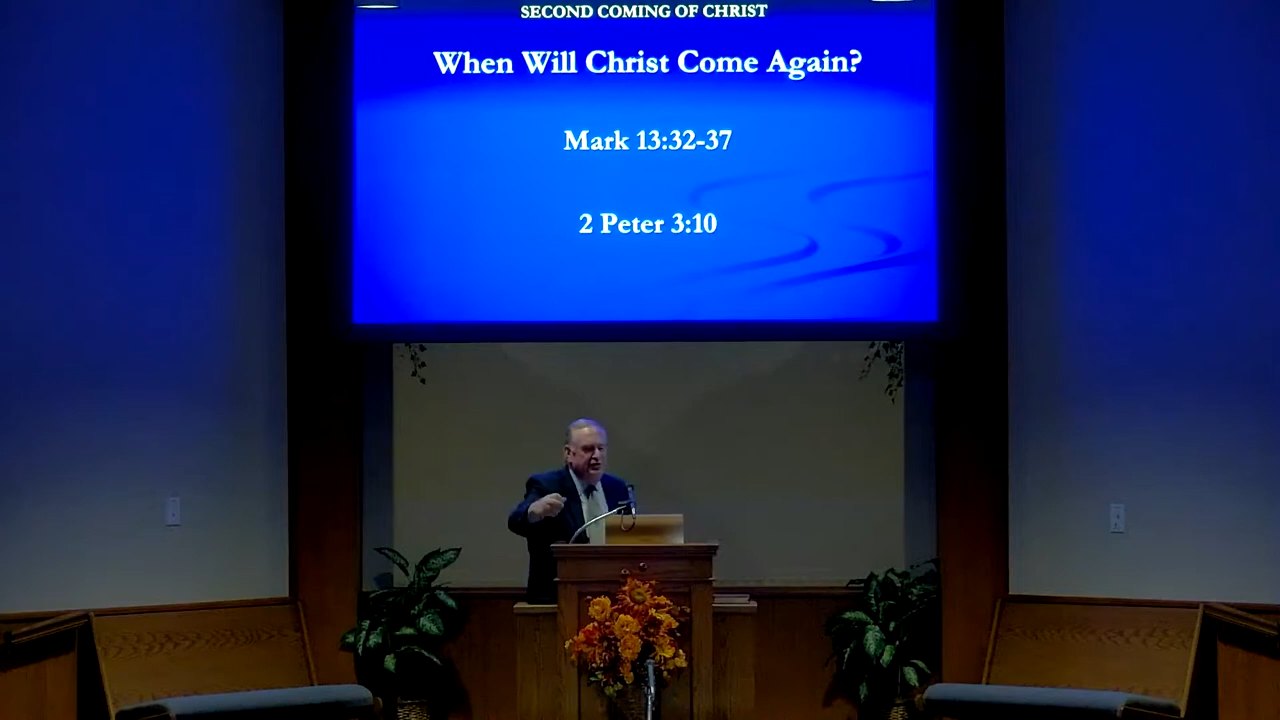 SECOND COMING OF CHRIST
When Will Christ Come Again?
Mark 13:32-37
2 Peter 3:10